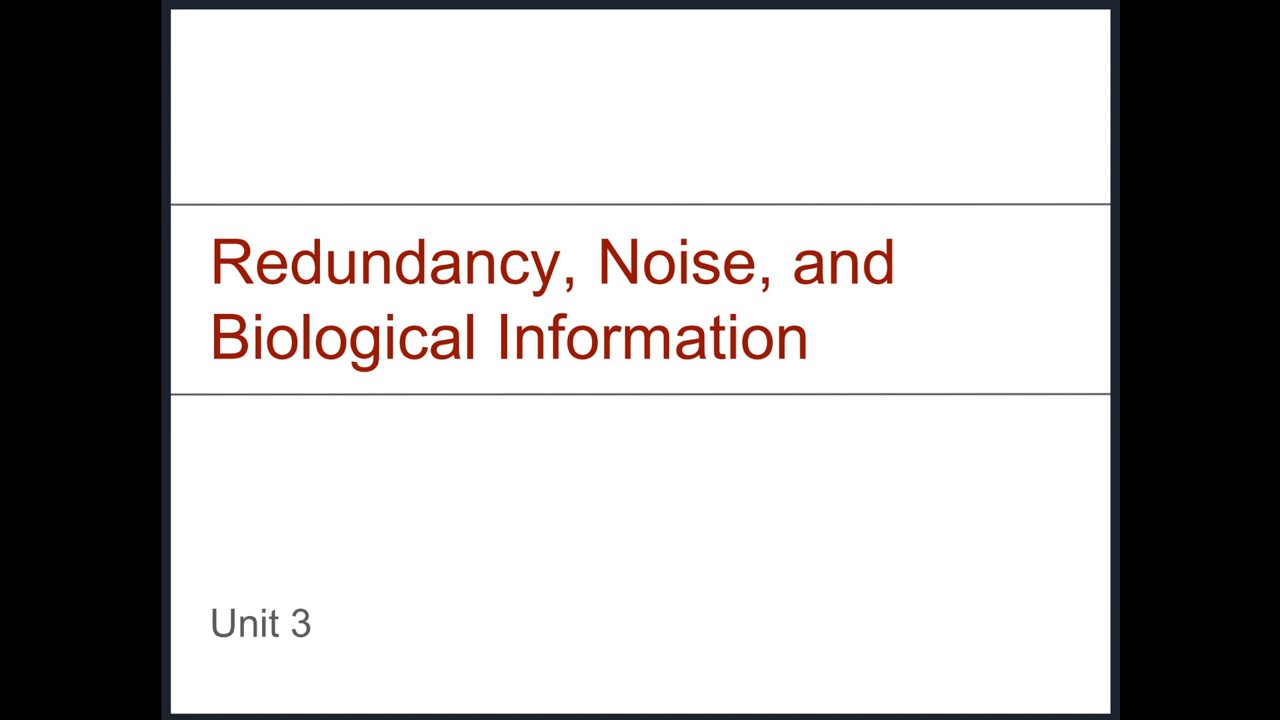 Redundancy, Noise, and
Biological Information
Unit 3